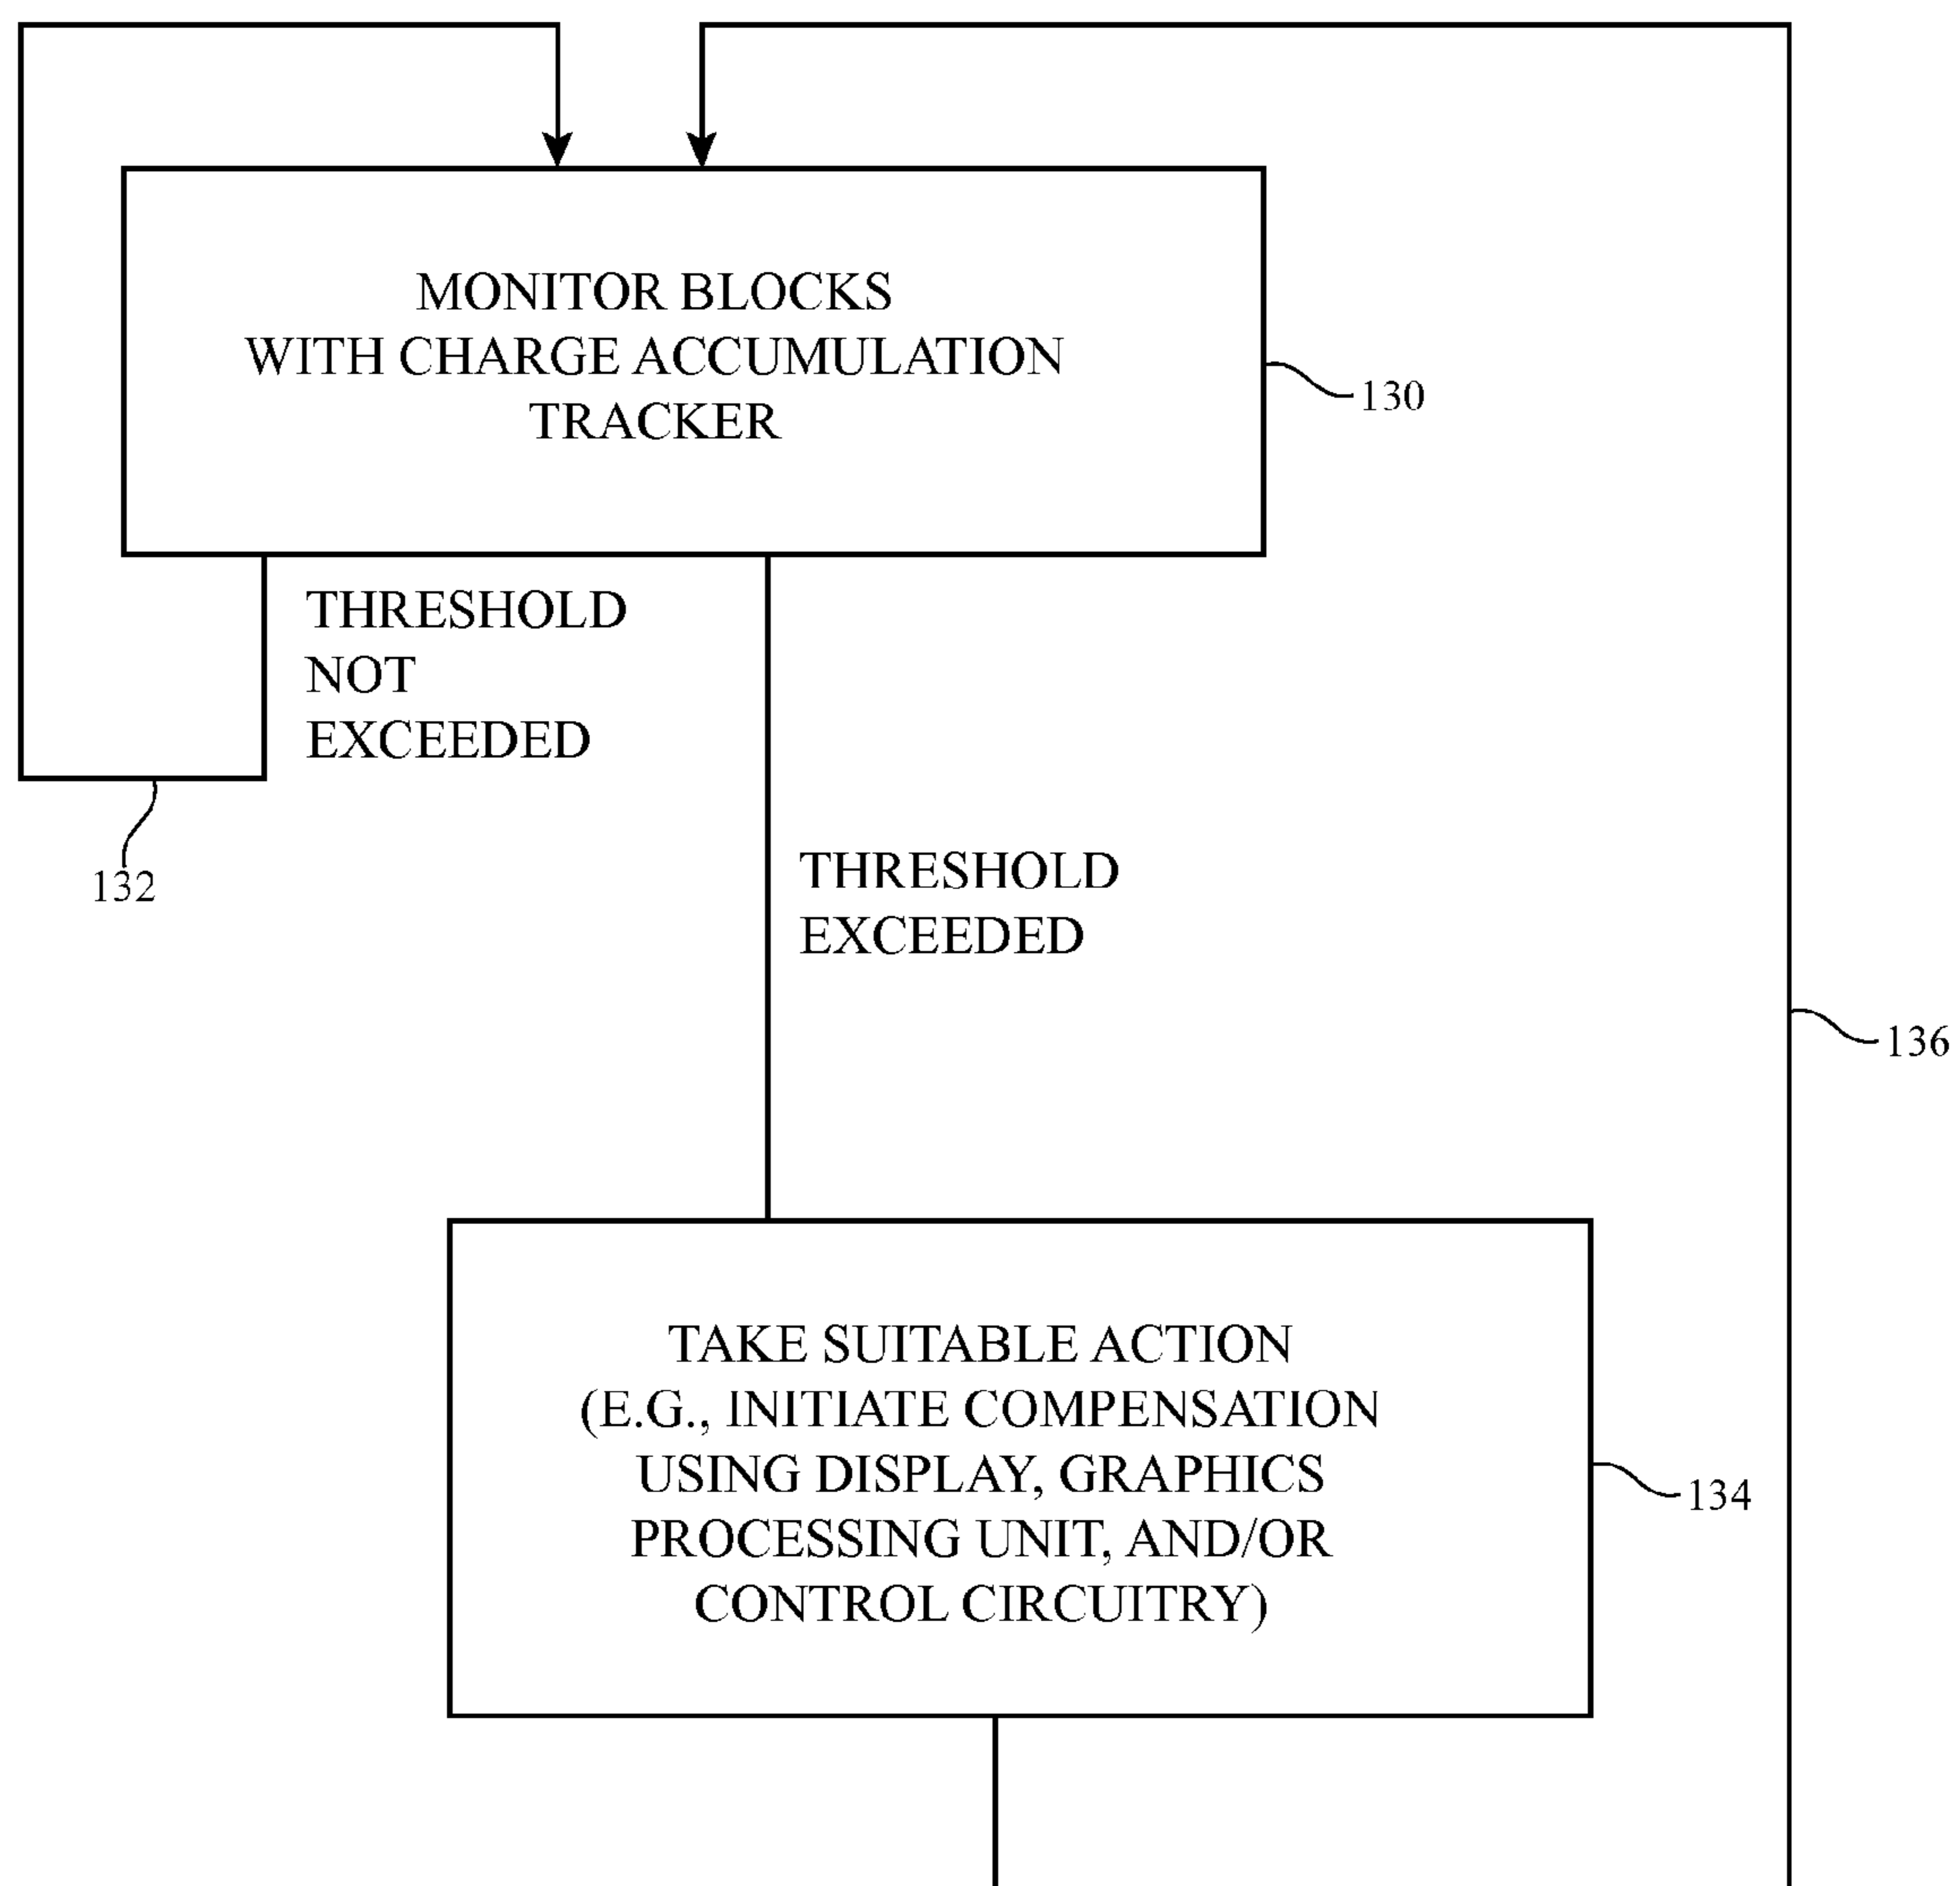 MONITOR BLOCKS
WITH CHARGE ACCUMULATION
TRACKER
130
THRESHOLD
NOT
EXCEEDED
132
THRESHOLD
EXCEEDED
136
TAKE SUITABLE ACTION
(E.G., INITIATE COMPENSATION
USING DISPLAY, GRAPHICS
PROCESSING UNIT, AND/OR
CONTROL CIRCUITRY)
134